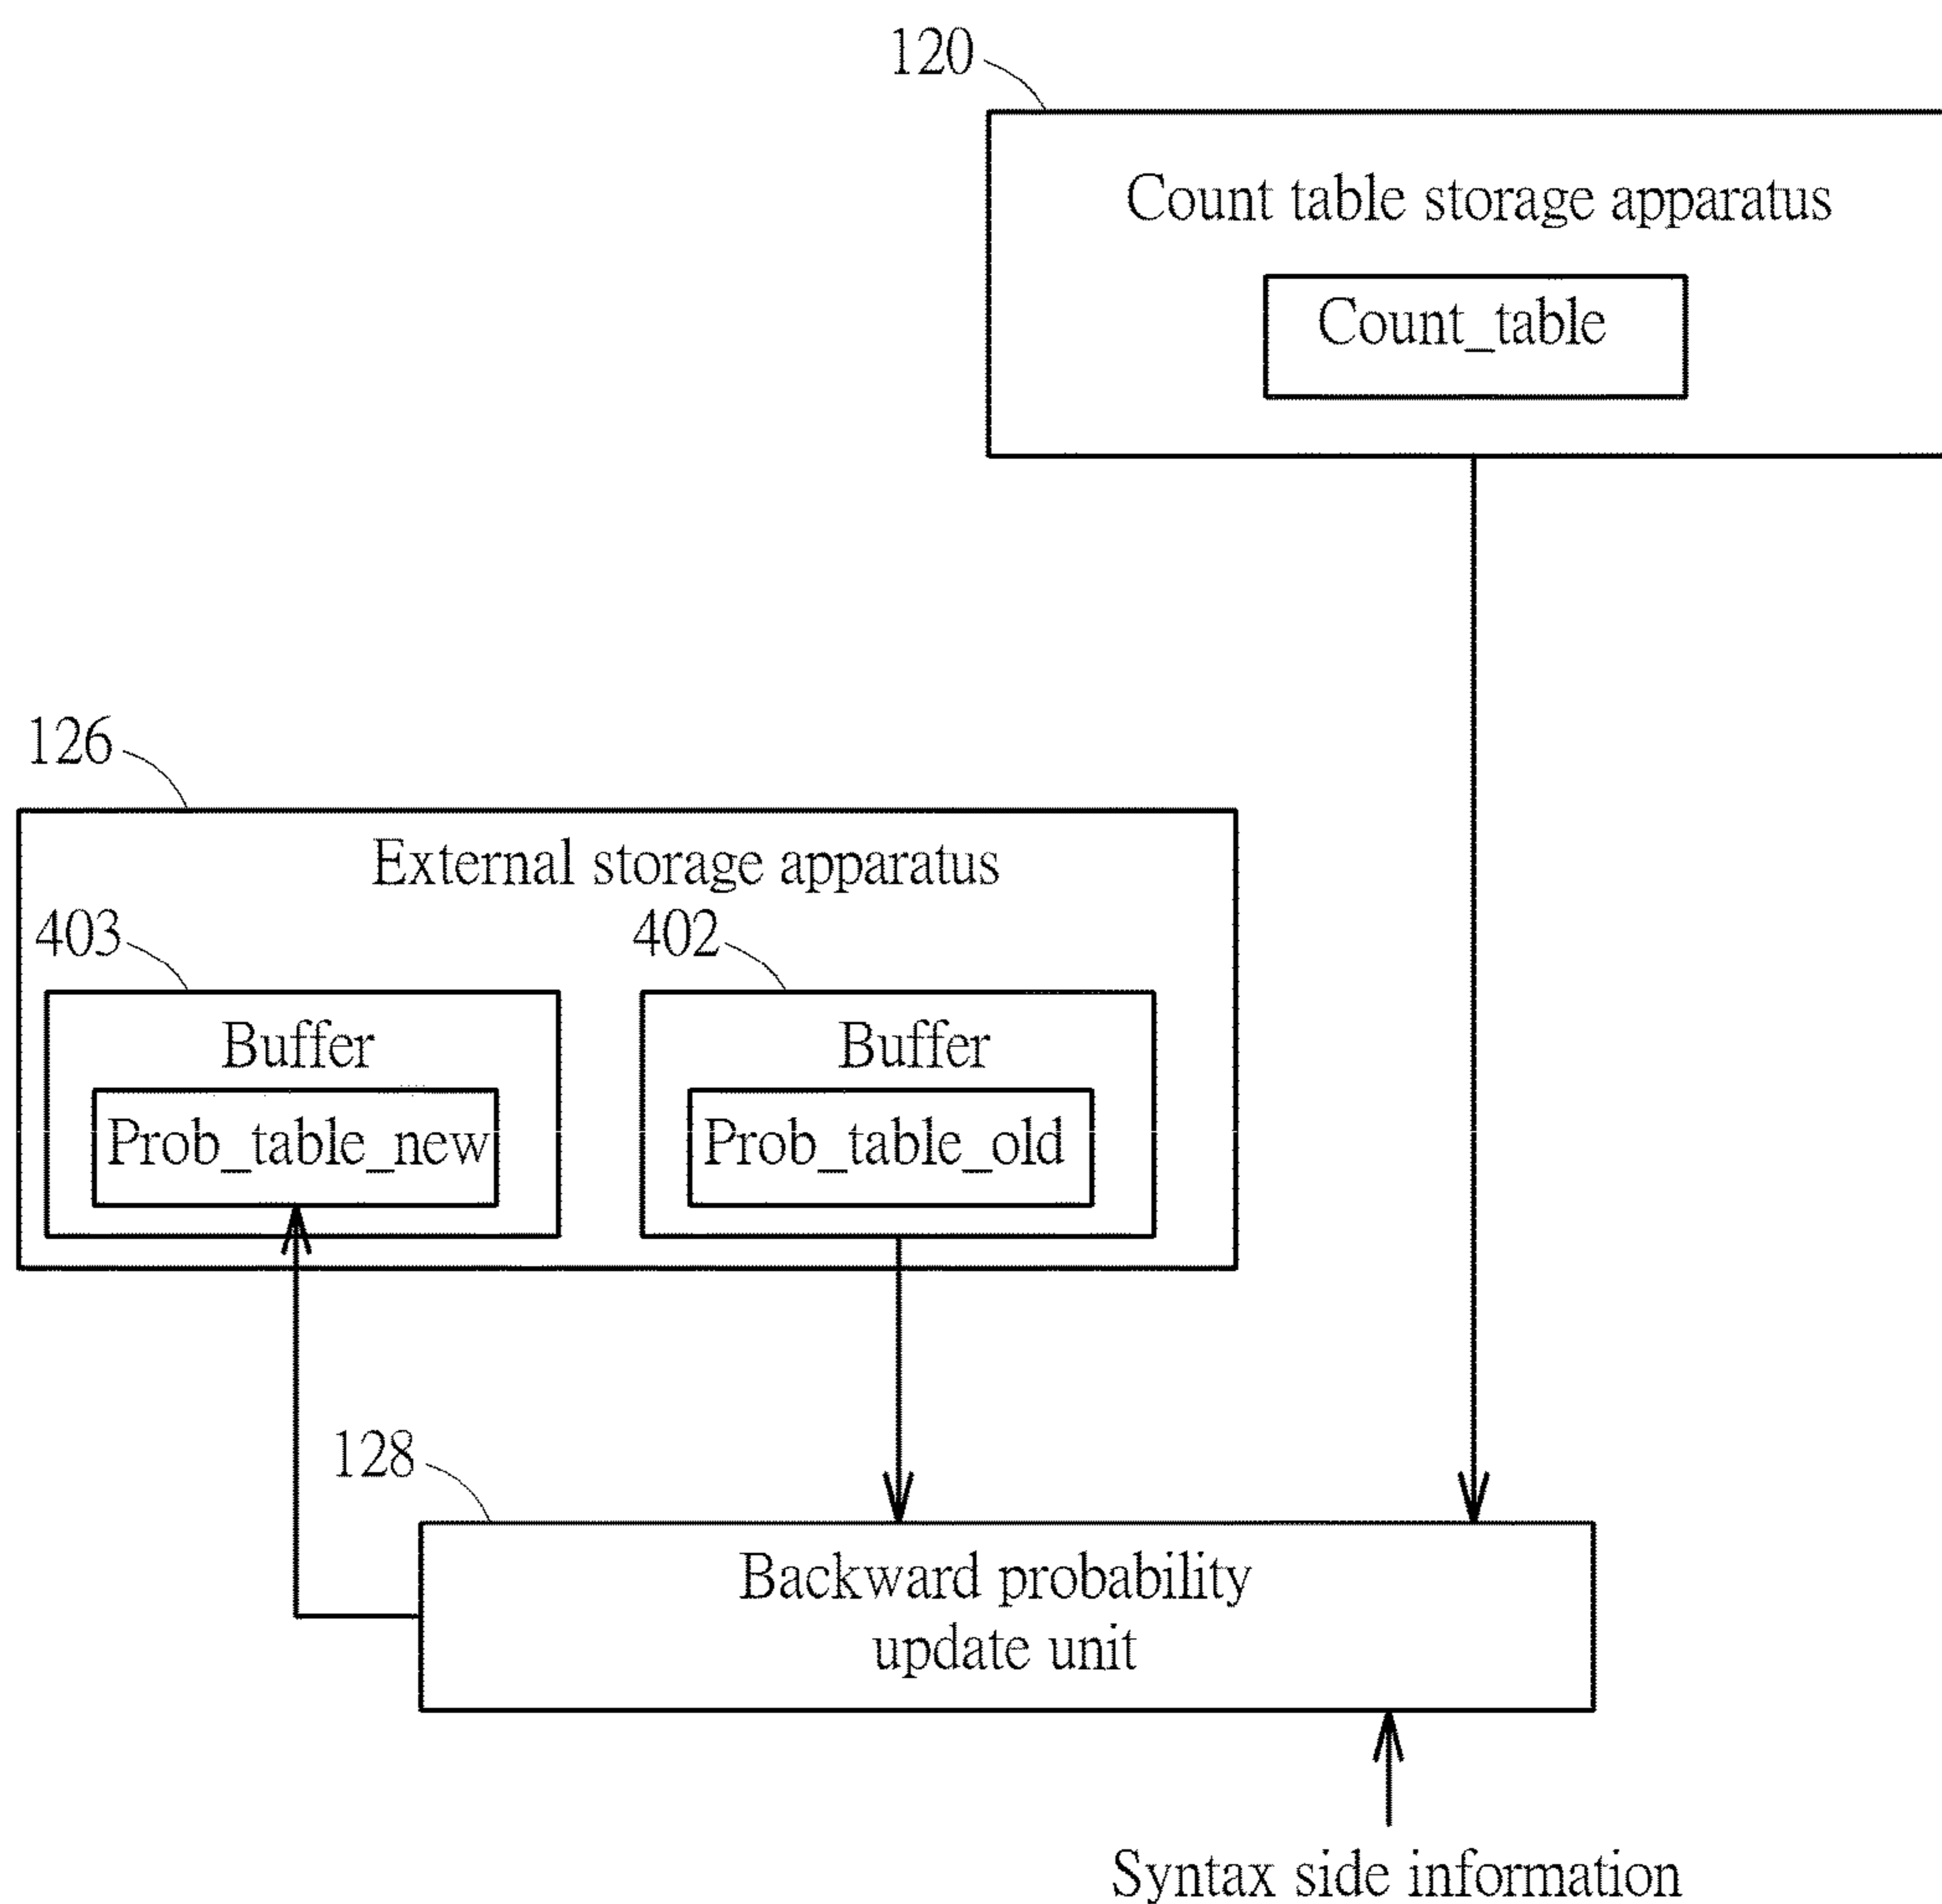 120
Count table storage apparatus
Count_table
126
External storage apparatus
403
402
Buffer
Buffer
Prob_table_new
Prob_table_old
128
Backward probability
update unit
Syntax side information